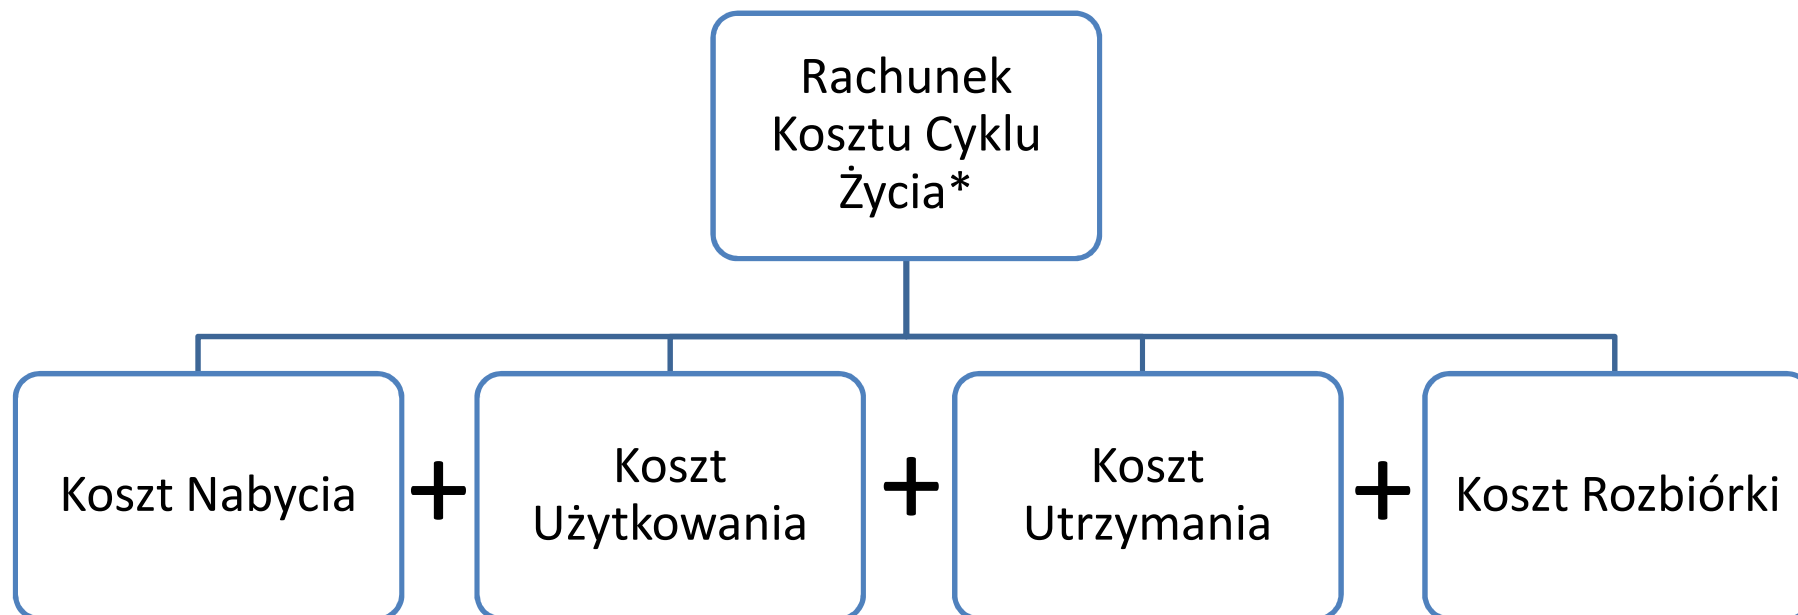 Rachunek
Kosztu Cyklu
Życia*
Koszt Nabycia
+
Koszt
Użytkowania
+
Koszt
Utrzymania
+
Koszt Rozbiórki